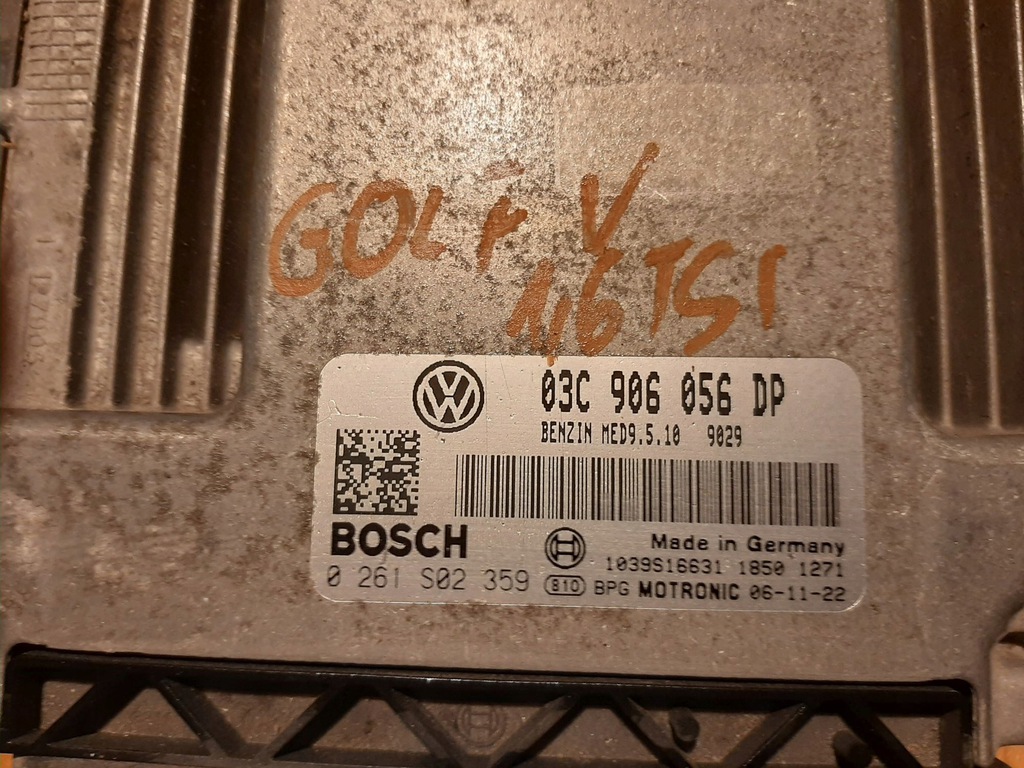 GOLF V
1,6 TSI
03C 906 056 DP
BENZIN MED9.5.10 9029
BOSCH
Made in Germany
1039S16631 1850 1271
0 261 S02 359
810 BPG MOTRONIC 06-11-22